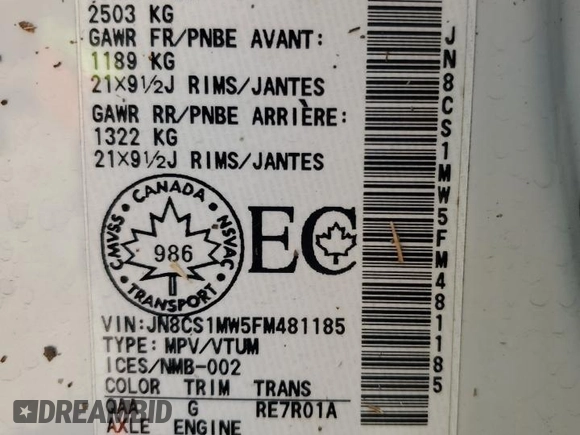 2503 KG
GAWR FR/PNBE AVANT:
1189 KG
21X9½J RIMS/JANTES
GAWR RR/PNBE ARRIÈRE:
1322 KG
21X9½J RIMS/JANTES
CANADA
CMVSS NSVAC
986
TRANSPORT
EC
VIN:JN8CS1MW5FM481185
TYPE: MPV/VTUM
ICES/NMB-002
COLOR TRIM TRANS
QAA G RE7R01A
AXLE ENGINE
JN8CS1MW5FM481185
DREAMBID